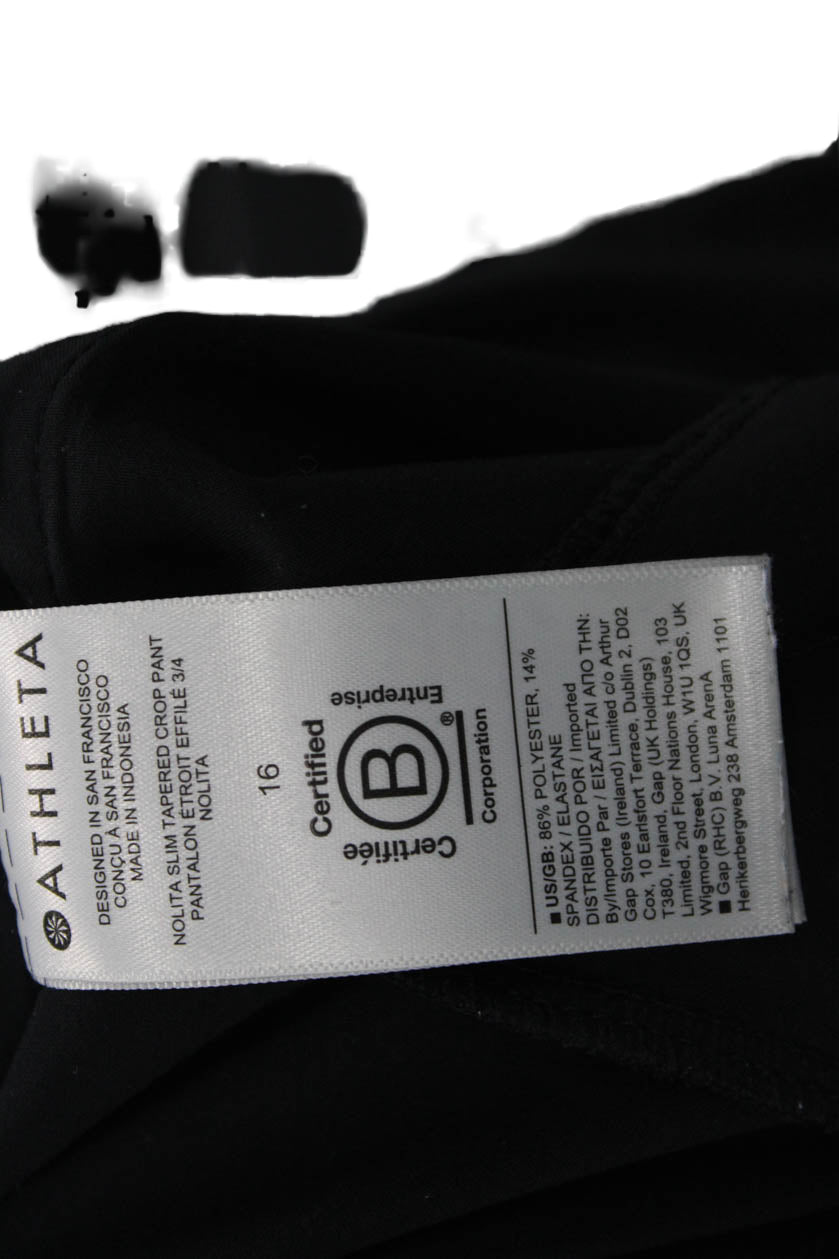 ATHLETA
DESIGNED IN SAN FRANCISCO
CONÇU À SAN FRANCISCO
MADE IN INDONESIA
NOLITA SLIM TAPERED CROP PANT
PANTALON ÉTROIT EFFILÉ 3/4
NOLITA
16
Certified
Certifiée
B
Entreprise
®
Corporation
■ US/GB: 86% POLYESTER, 14%
SPANDEX / ELASTANE
DISTRIBUIDO POR / Imported
By/Importe Par / ΕΙΣΑΓΕΤΑΙ ΑΠΟ ΤΗΝ:
Gap Stores (Ireland) Limited c/o Arthur
Cox, 10 Earlsfort Terrace, Dublin 2, D02
T380, Ireland, Gap (UK Holdings)
Limited, 2nd Floor Nations House, 103
Wigmore Street, London, W1U 1QS, UK
■ Gap (RHC) B.V. Luna ArenA
Herikerbergweg 238 Amsterdam 1101